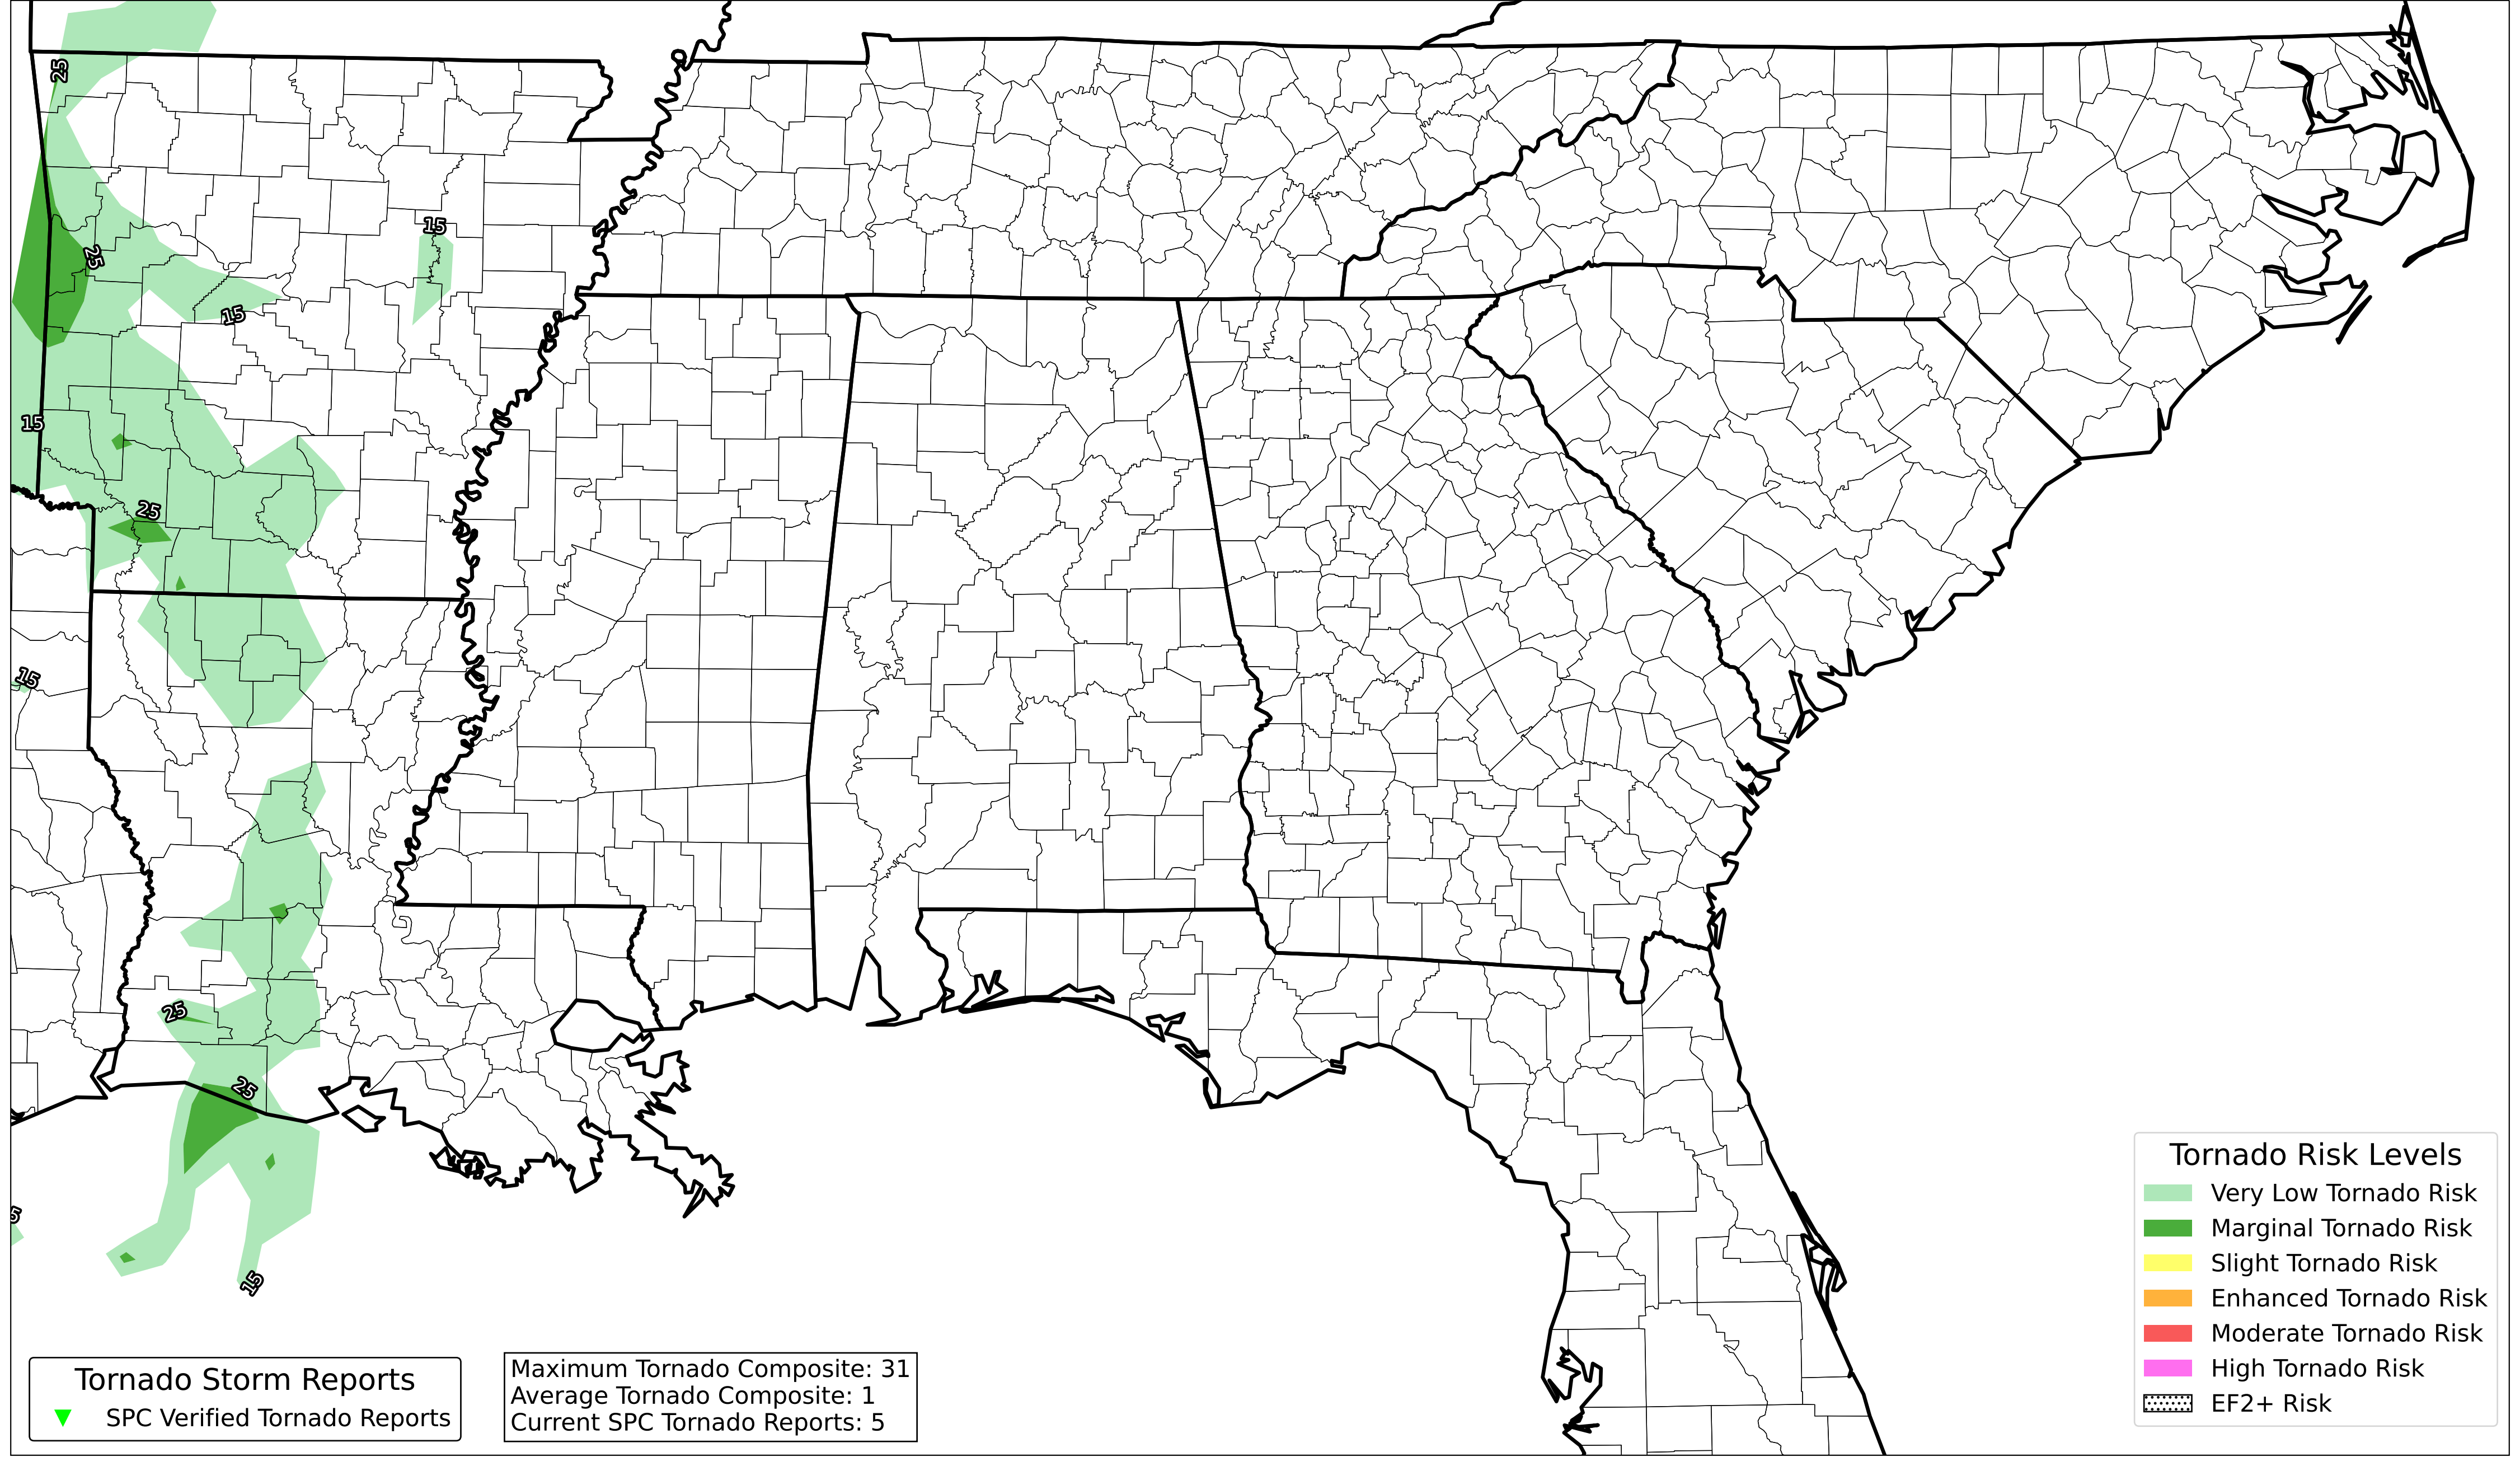 25
15
25
15
15
25
15
25
25
5
15
Tornado Risk Levels
Very Low Tornado Risk
Marginal Tornado Risk
Slight Tornado Risk
Enhanced Tornado Risk
Moderate Tornado Risk
High Tornado Risk
EF2+ Risk
Tornado Storm Reports
SPC Verified Tornado Reports
Maximum Tornado Composite: 31
Average Tornado Composite: 1
Current SPC Tornado Reports: 5